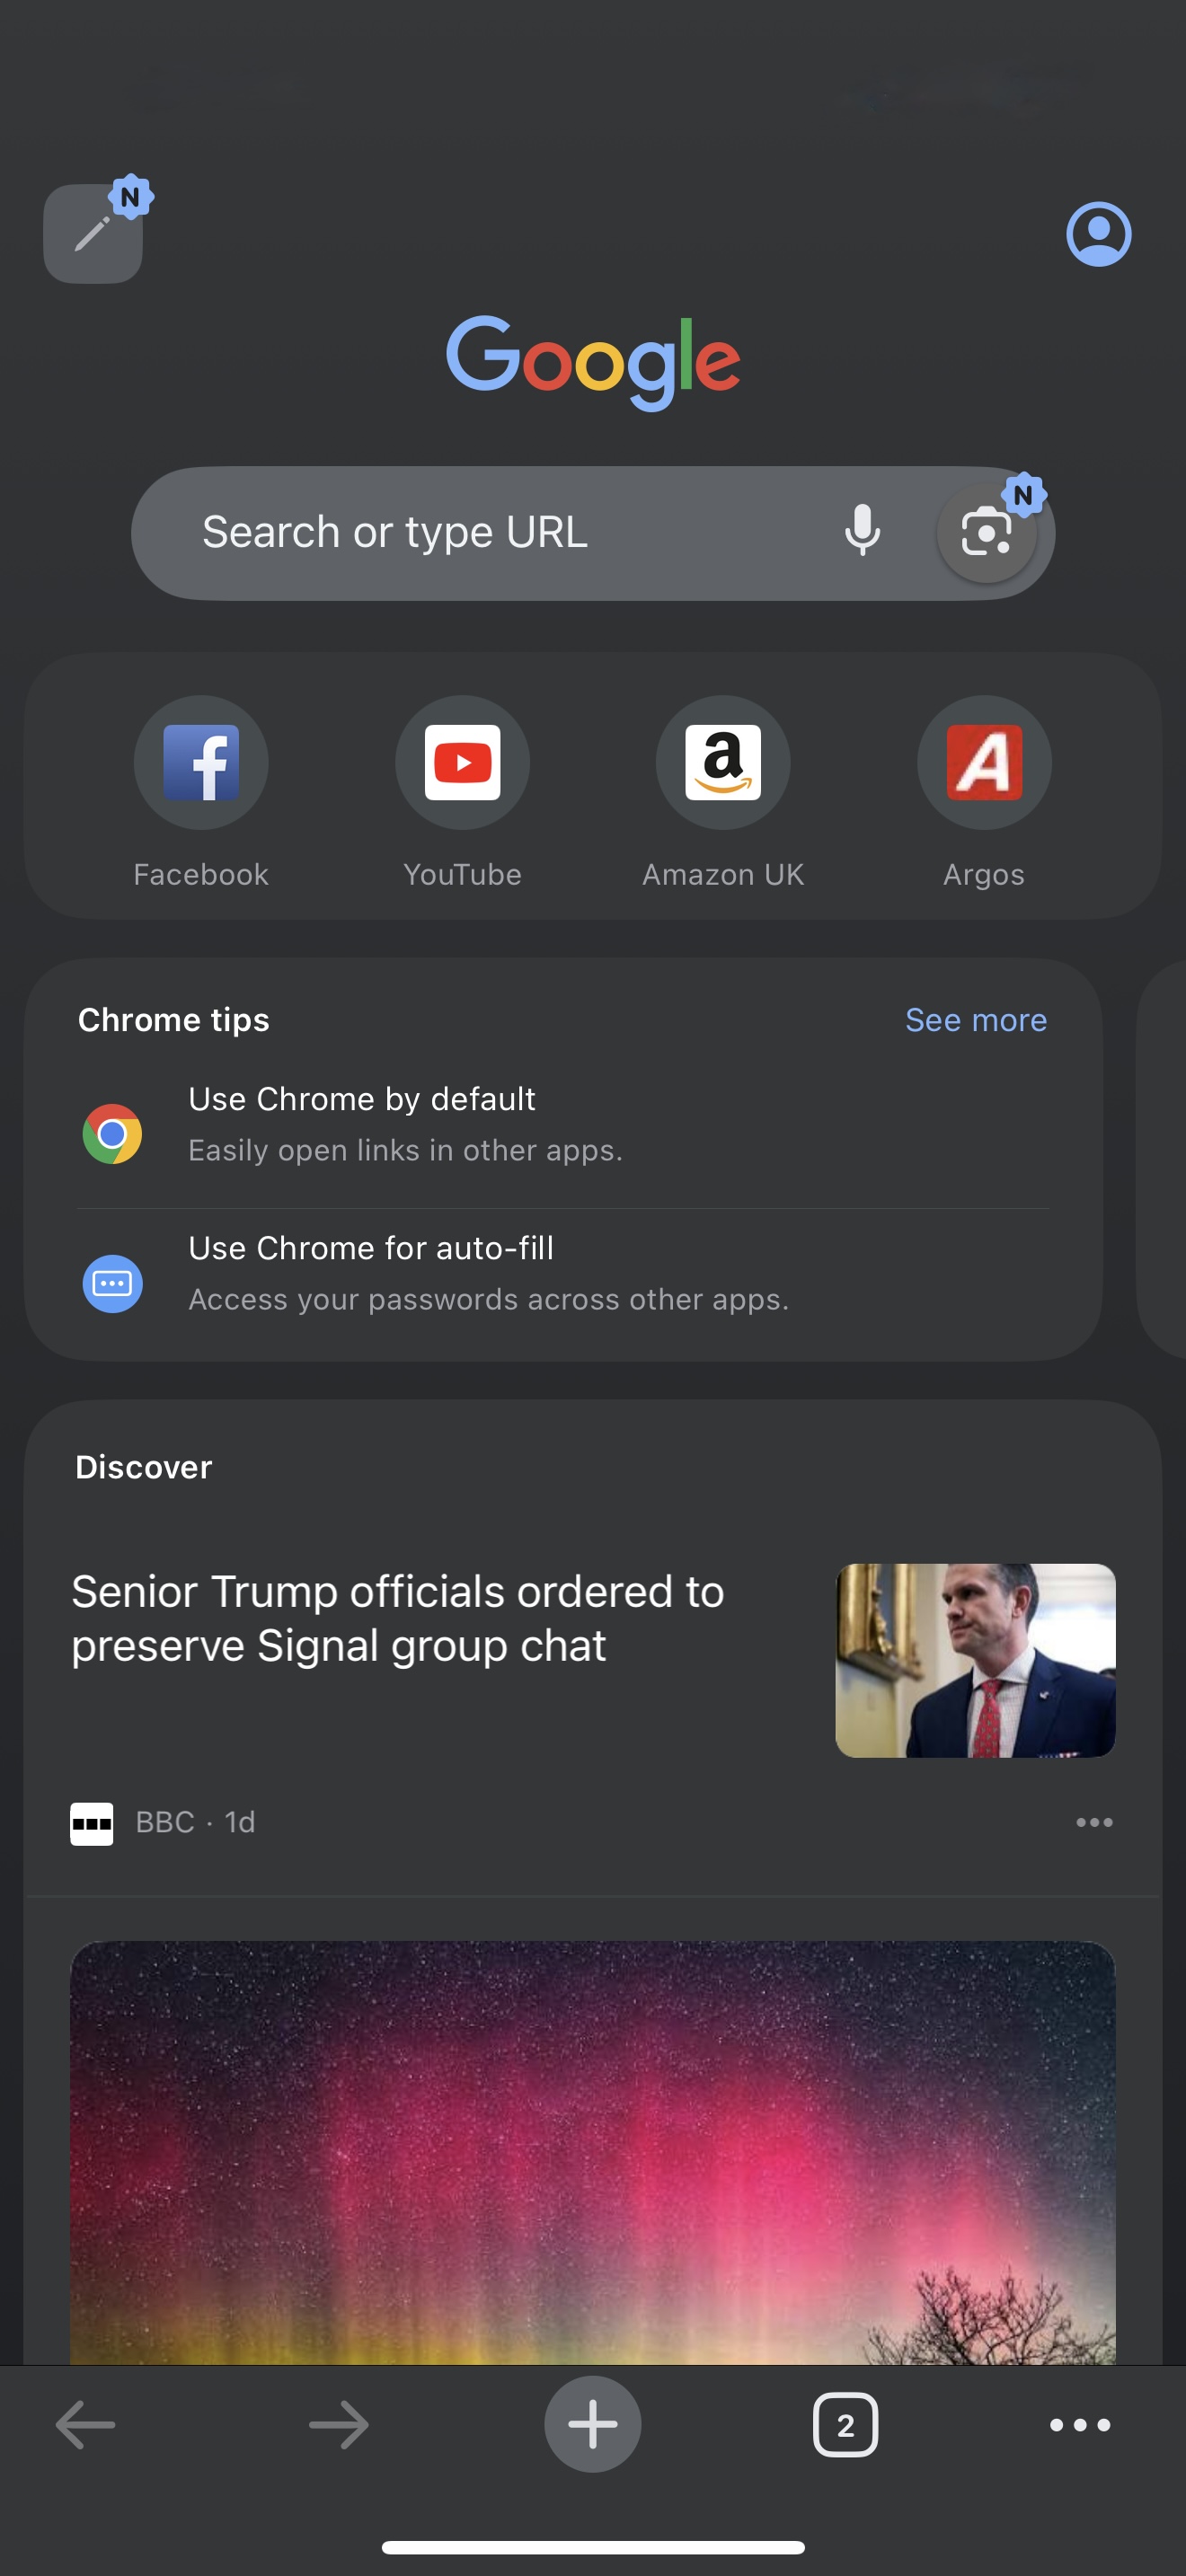 N
Google
Search or type URL
N
Facebook
YouTube
Amazon UK
Argos
Chrome tips
See more
Use Chrome by default
Easily open links in other apps.
Use Chrome for auto-fill
Access your passwords across other apps.
Discover
Senior Trump officials ordered to
preserve Signal group chat
BBC · 1d
2